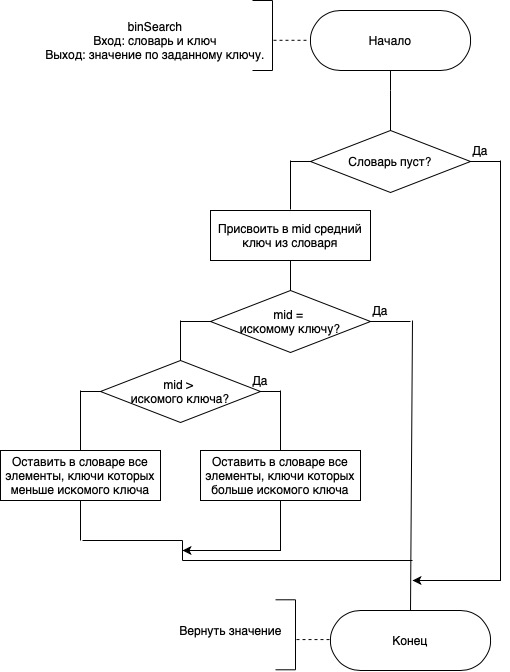 binSearch
Вход: словарь и ключ
Выход: значение по заданному ключу.
Начало
Словарь пуст?
Да
Присвоить в mid средний
ключ из словаря
mid =
искомому ключу?
Да
mid >
искомого ключа?
Да
Оставить в словаре все
элементы, ключи которых
меньше искомого ключа
Оставить в словаре все
элементы, ключи которых
больше искомого ключа
Вернуть значение
Конец